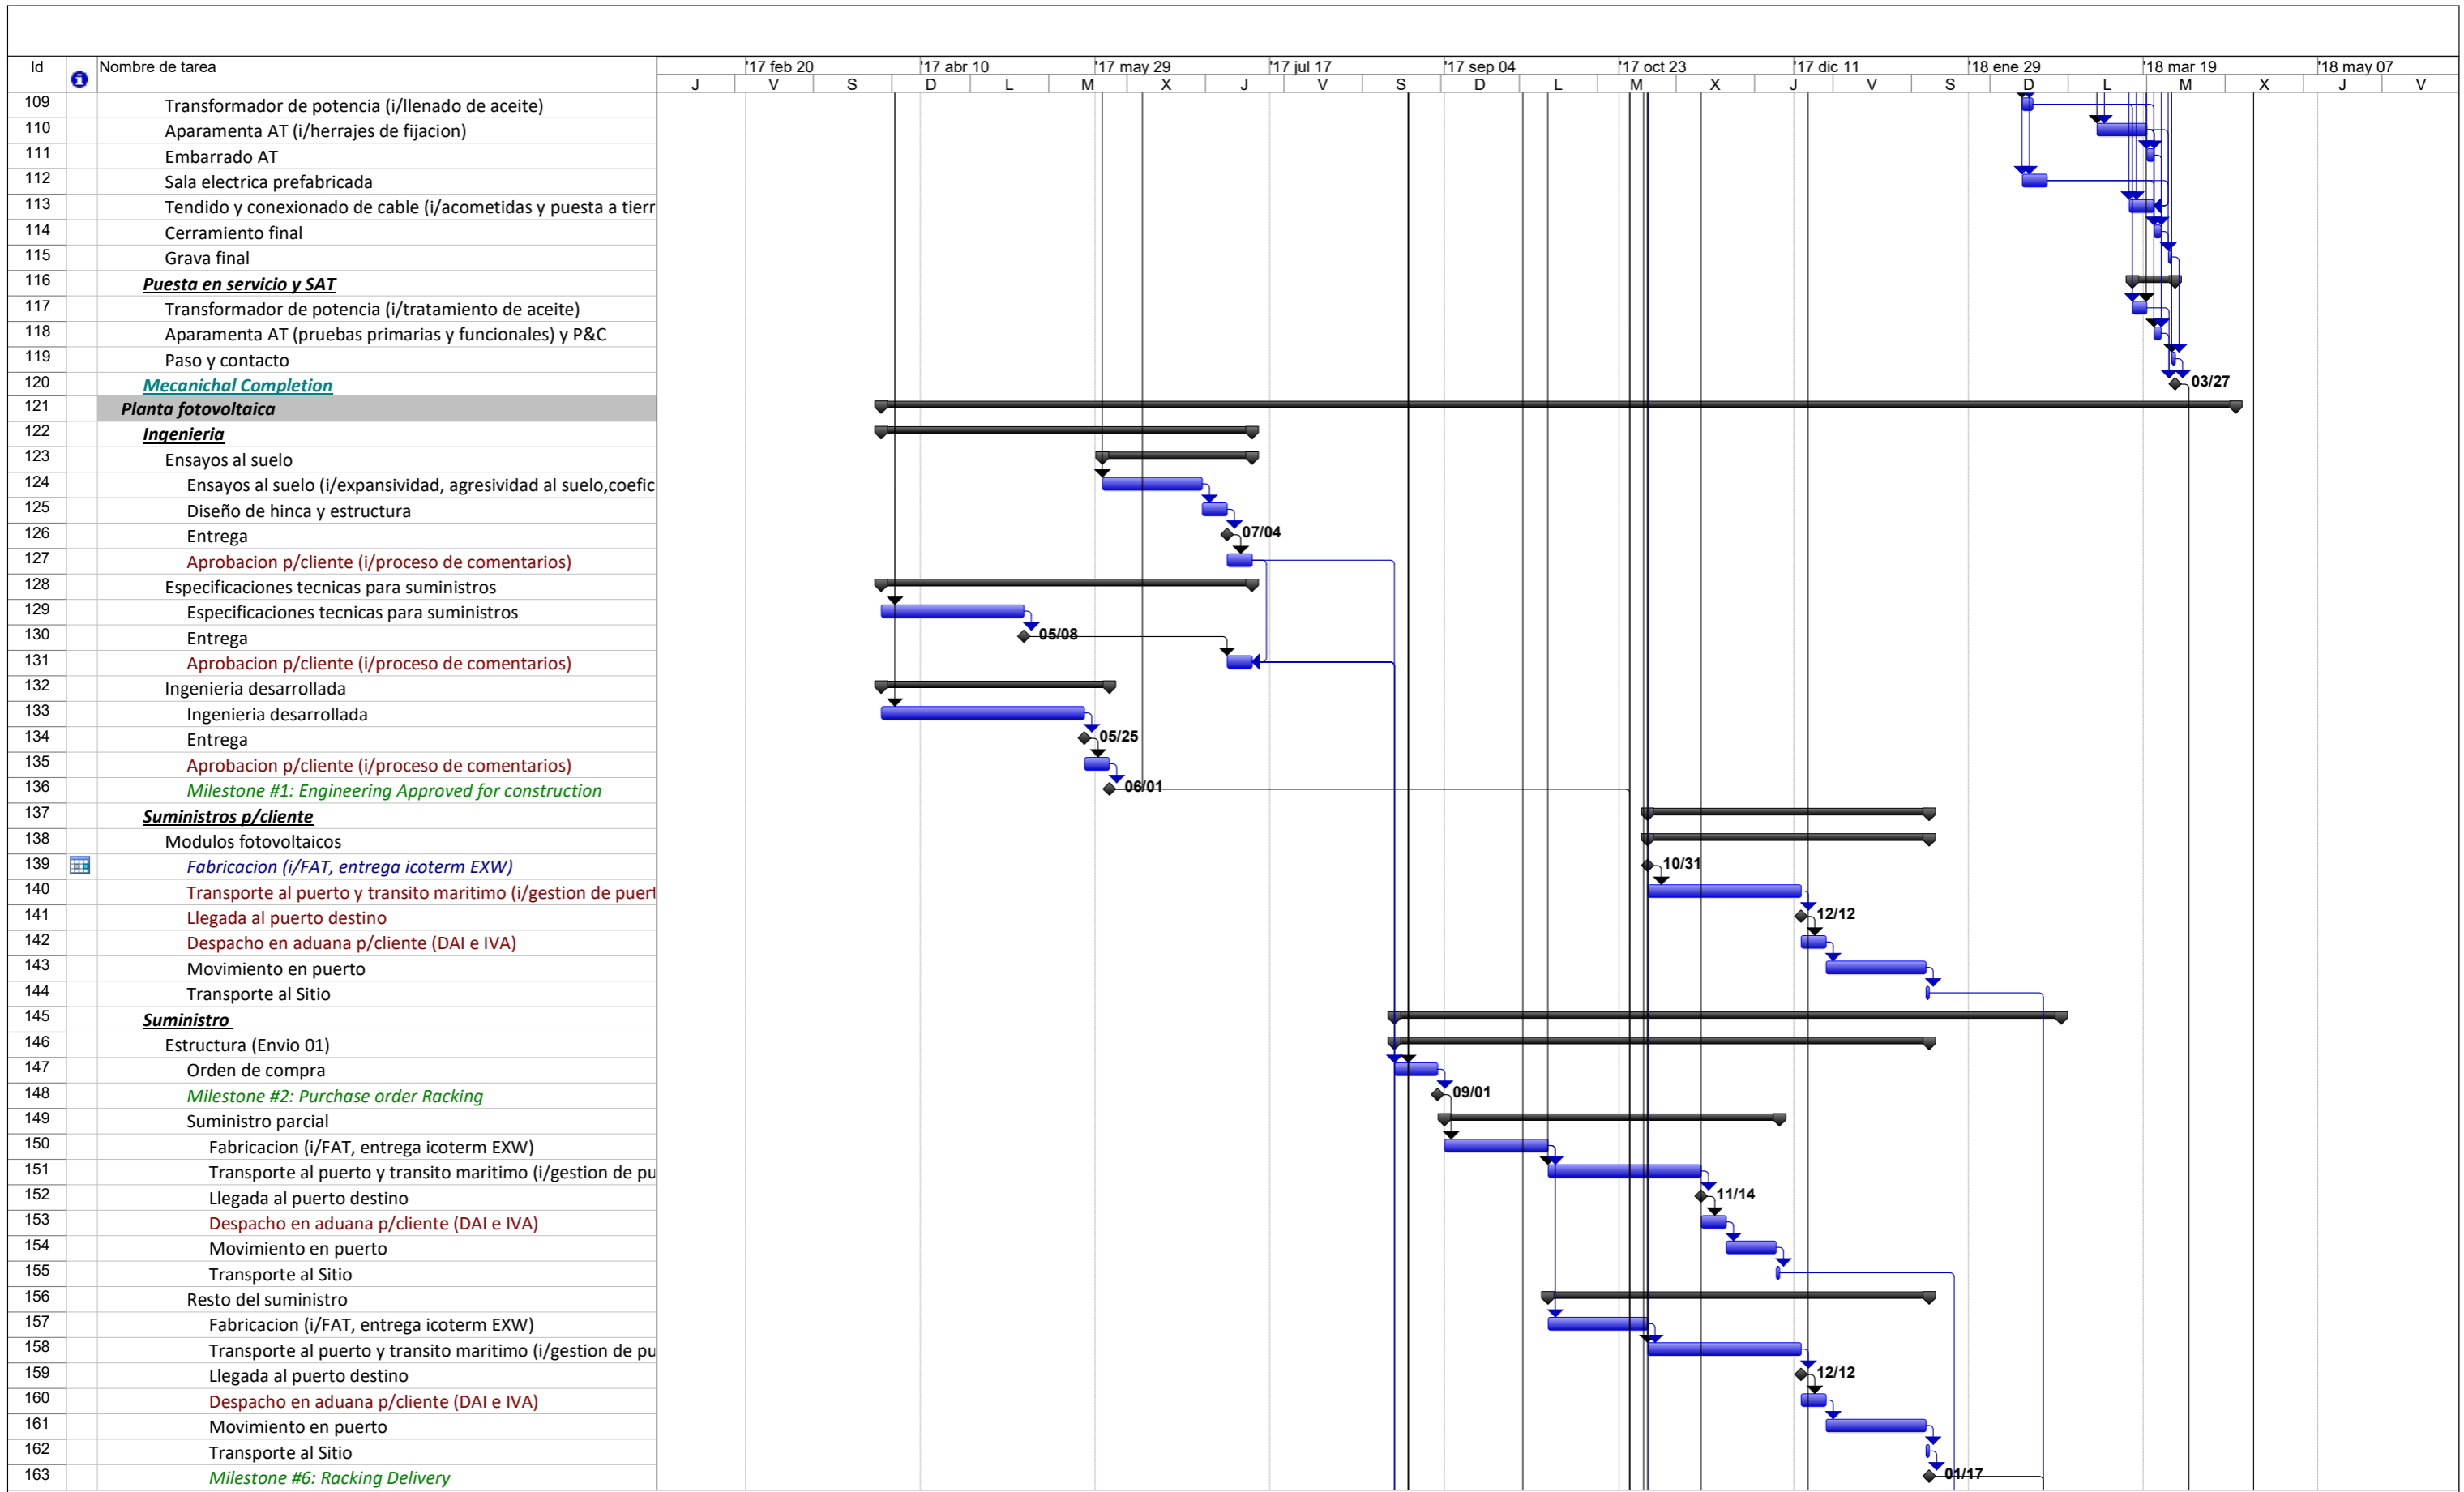 Id Nombre de tarea '17 feb 20 '17 abr 10 '17 may 29 '17 jul 17 '17 sep 04 '17 oct 23 '17 dic 11 '18 ene 29 '18 mar 19 '18 may 07
J V S D L M X J V S D L M X J V S D L M X J V
109 Transformador de potencia (i/llenado de aceite)
110 Aparamenta AT (i/herrajes de fijacion)
111 Embarrado AT
112 Sala electrica prefabricada
113 Tendido y conexionado de cable (i/acometidas y puesta a tierr
114 Cerramiento final
115 Grava final
116 Puesta en servicio y SAT
117 Transformador de potencia (i/tratamiento de aceite)
118 Aparamenta AT (pruebas primarias y funcionales) y P&C
119 Paso y contacto
120 Mecanichal Completion 03/27
121 Planta fotovoltaica
122 Ingenieria
123 Ensayos al suelo
124 Ensayos al suelo (i/expansividad, agresividad al suelo,coefic
125 Diseño de hinca y estructura
126 Entrega 07/04
127 Aprobacion p/cliente (i/proceso de comentarios)
128 Especificaciones tecnicas para suministros
129 Especificaciones tecnicas para suministros
130 Entrega 05/08
131 Aprobacion p/cliente (i/proceso de comentarios)
132 Ingenieria desarrollada
133 Ingenieria desarrollada
134 Entrega 05/25
135 Aprobacion p/cliente (i/proceso de comentarios)
136 Milestone #1: Engineering Approved for construction 06/01
137 Suministros p/cliente
138 Modulos fotovoltaicos
139 Fabricacion (i/FAT, entrega icoterm EXW) 10/31
140 Transporte al puerto y transito maritimo (i/gestion de puert
141 Llegada al puerto destino 12/12
142 Despacho en aduana p/cliente (DAI e IVA)
143 Movimiento en puerto
144 Transporte al Sitio
145 Suministro
146 Estructura (Envio 01)
147 Orden de compra
148 Milestone #2: Purchase order Racking 09/01
149 Suministro parcial
150 Fabricacion (i/FAT, entrega icoterm EXW)
151 Transporte al puerto y transito maritimo (i/gestion de pu
152 Llegada al puerto destino 11/14
153 Despacho en aduana p/cliente (DAI e IVA)
154 Movimiento en puerto
155 Transporte al Sitio
156 Resto del suministro
157 Fabricacion (i/FAT, entrega icoterm EXW)
158 Transporte al puerto y transito maritimo (i/gestion de pu
159 Llegada al puerto destino 12/12
160 Despacho en aduana p/cliente (DAI e IVA)
161 Movimiento en puerto
162 Transporte al Sitio
163 Milestone #6: Racking Delivery 01/17